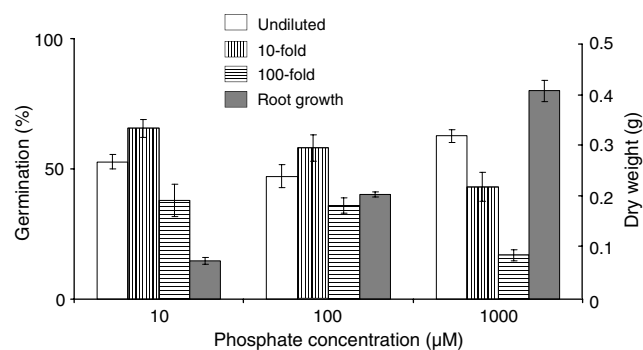 Undiluted
10-fold
100-fold
Root growth
100
50
0
Germination (%)
0.5
0.4
0.3
0.2
0.1
0
Dry weight (g)
10
100
1000
Phosphate concentration (µM)